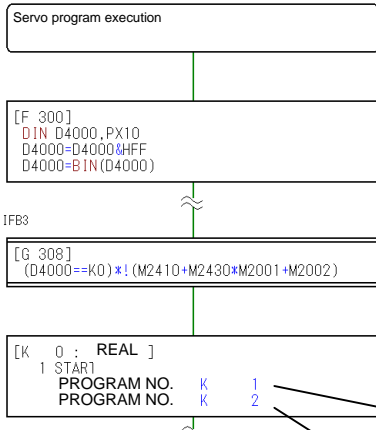 Servo program execution
[F 300]
DIN D4000,PX10
D4000=D4000&HFF
D4000=BIN(D4000)
IFB3
[G 308]
(D4000==K0)*!(M2410+M2430*M2001+M2002)
[K 0 : REAL ]
1 START
PROGRAM NO. K 1
PROGRAM NO. K 2